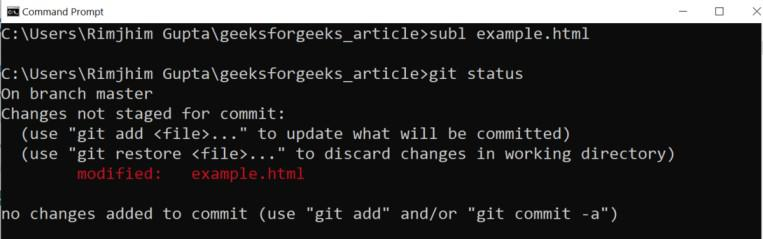 Command Prompt
C:\Users\Rimjhim Gupta\geeksforgeeks_article>subl example.html
C:\Users\Rimjhim Gupta\geeksforgeeks_article>git status
On branch master
Changes not staged for commit:
  (use "git add <file>..." to update what will be committed)
  (use "git restore <file>..." to discard changes in working directory)
        modified:   example.html
no changes added to commit (use "git add" and/or "git commit -a")